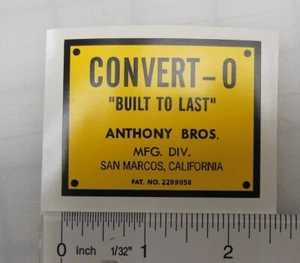 CONVERT-O
"BUILT TO LAST"
ANTHONY BROS.
MFG. DIV.
SAN MARCOS, CALIFORNIA
PAT. NO. 2209058
0 Inch 1/32" 1 2